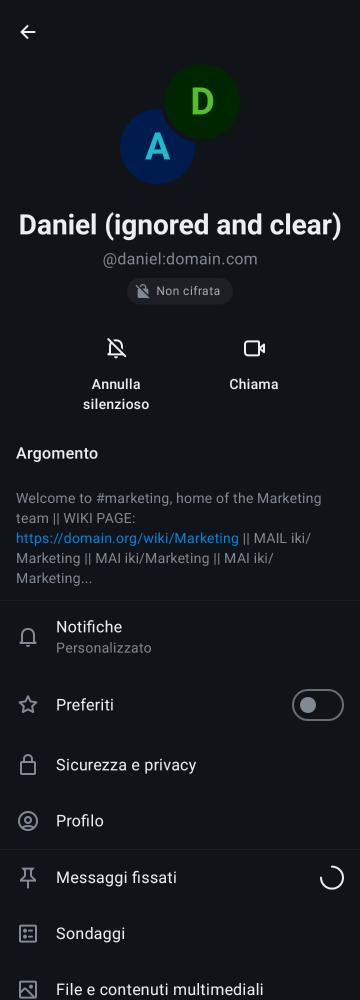 D
A
Daniel (ignored and clear)
@daniel:domain.com
Non cifrata
Annulla
silenzioso
Chiama
Argomento
Welcome to #marketing, home of the Marketing
team || WIKI PAGE:
https://domain.org/wiki/Marketing || MAIL iki/
Marketing || MAI iki/Marketing || MAI iki/
Marketing...
Notifiche
Personalizzato
Preferiti
Sicurezza e privacy
Profilo
Messaggi fissati
Sondaggi
File e contenuti multimediali